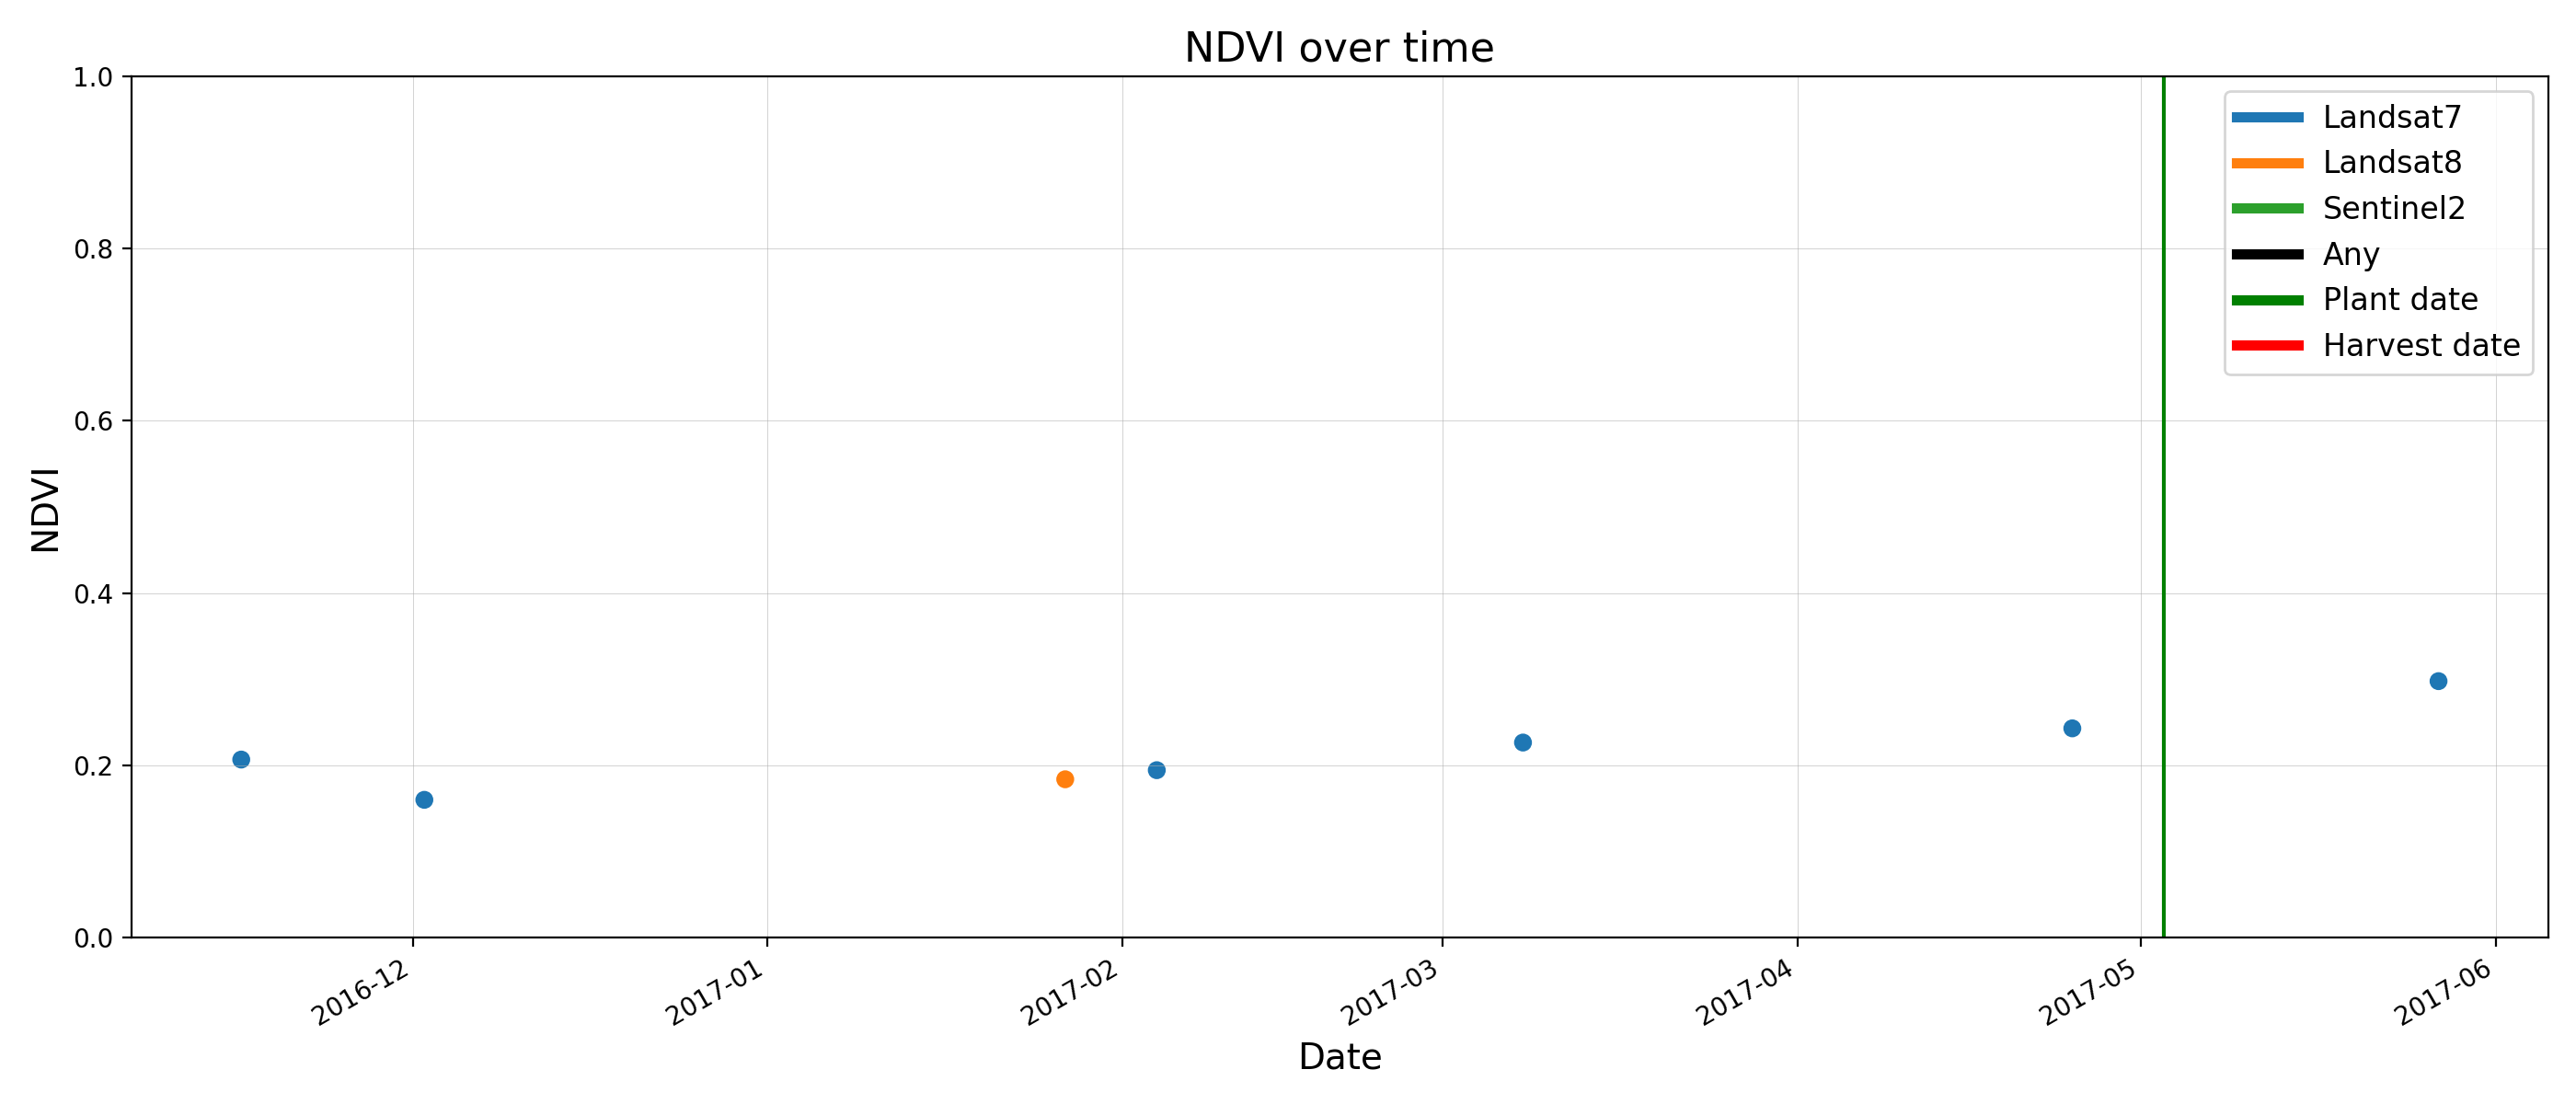 NDVI over time
1.0
0.8
0.6
0.4
0.2
0.0
NDVI
Landsat7
Landsat8
Sentinel2
Any
Plant date
Harvest date
2016-12
2017-01
2017-02
2017-03
2017-04
2017-05
2017-06
Date